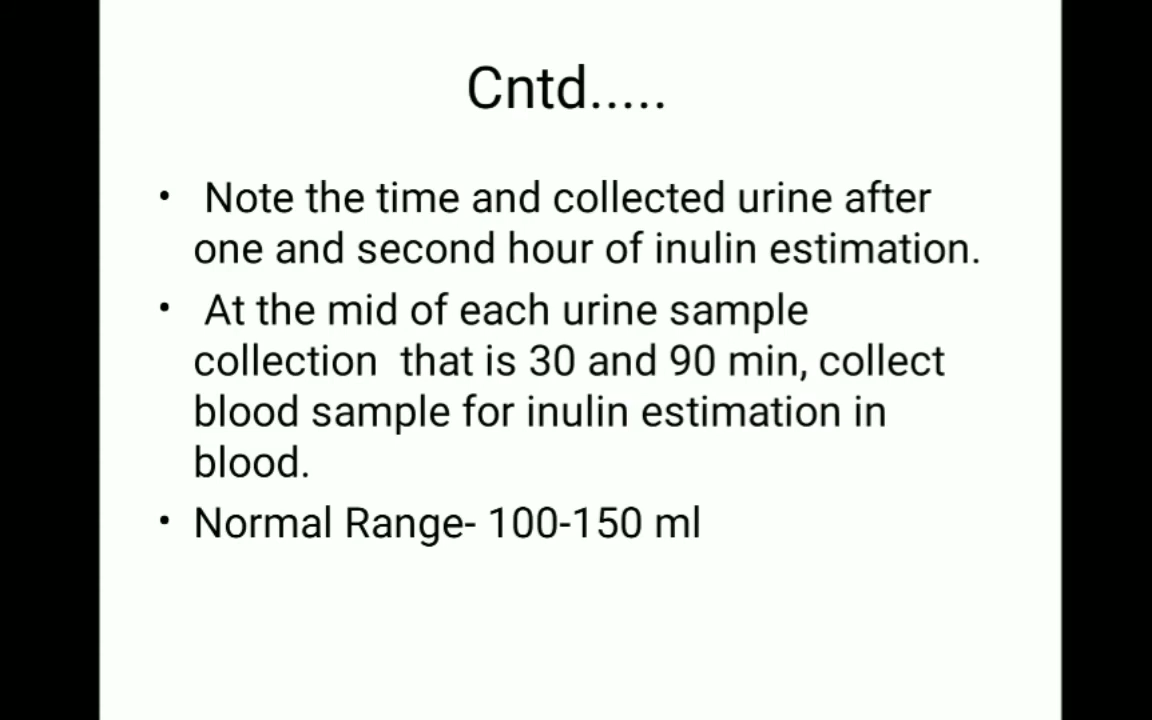 Cntd.....
• Note the time and collected urine after
one and second hour of inulin estimation.
• At the mid of each urine sample
collection  that is 30 and 90 min, collect
blood sample for inulin estimation in
blood.
• Normal Range- 100-150 ml